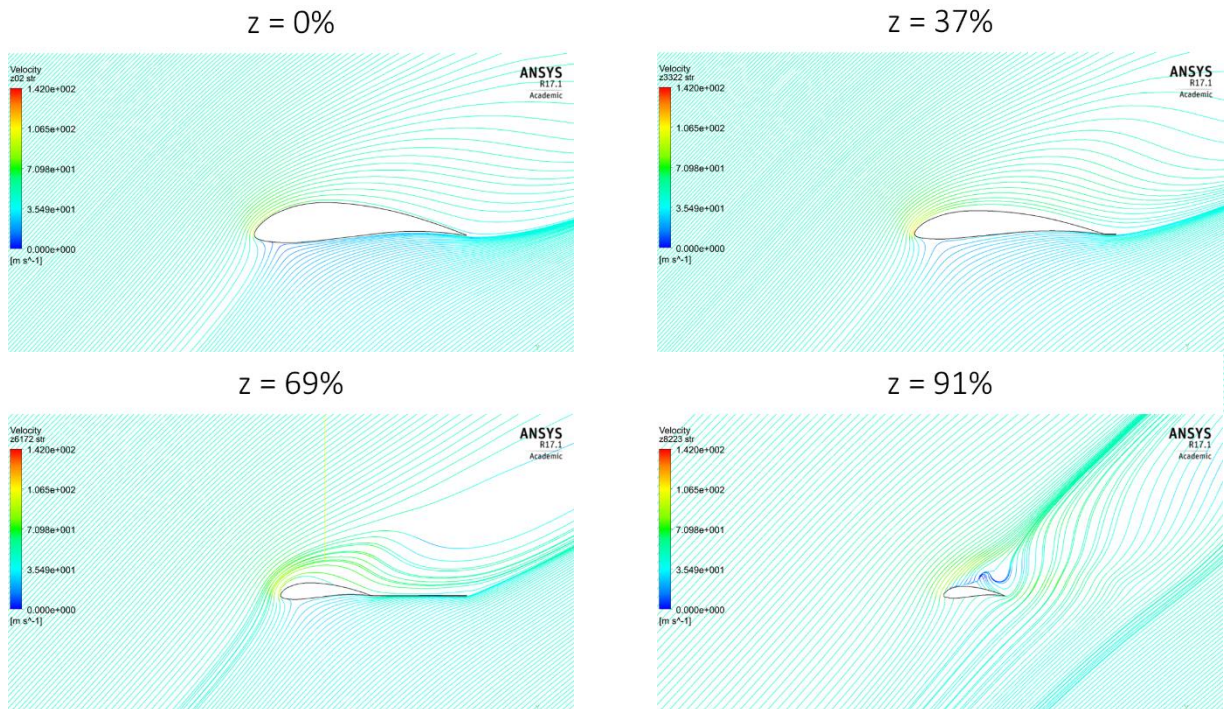 z = 0%
Velocity
z02 str
1.420e+002
1.065e+002
7.098e+001
3.549e+001
0.000e+000
[m s^-1]
ANSYS
R17.1
Academic
z = 37%
Velocity
z3322 str
1.420e+002
1.065e+002
7.098e+001
3.549e+001
0.000e+000
[m s^-1]
ANSYS
R17.1
Academic
z = 69%
Velocity
z6172 str
1.420e+002
1.065e+002
7.098e+001
3.549e+001
0.000e+000
[m s^-1]
ANSYS
R17.1
Academic
z = 91%
Velocity
z8223 str
1.420e+002
1.065e+002
7.098e+001
3.549e+001
0.000e+000
[m s^-1]
ANSYS
R17.1
Academic